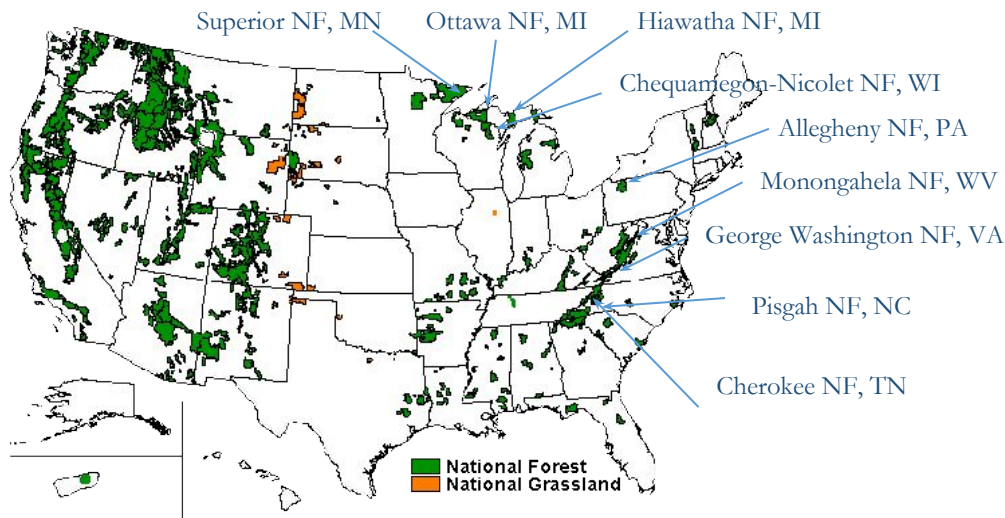 Superior NF, MN
Ottawa NF, MI
Hiawatha NF, MI
Chequamegon-Nicolet NF, WI
Allegheny NF, PA
Monongahela NF, WV
George Washington NF, VA
Pisgah NF, NC
Cherokee NF, TN
National Forest
National Grassland